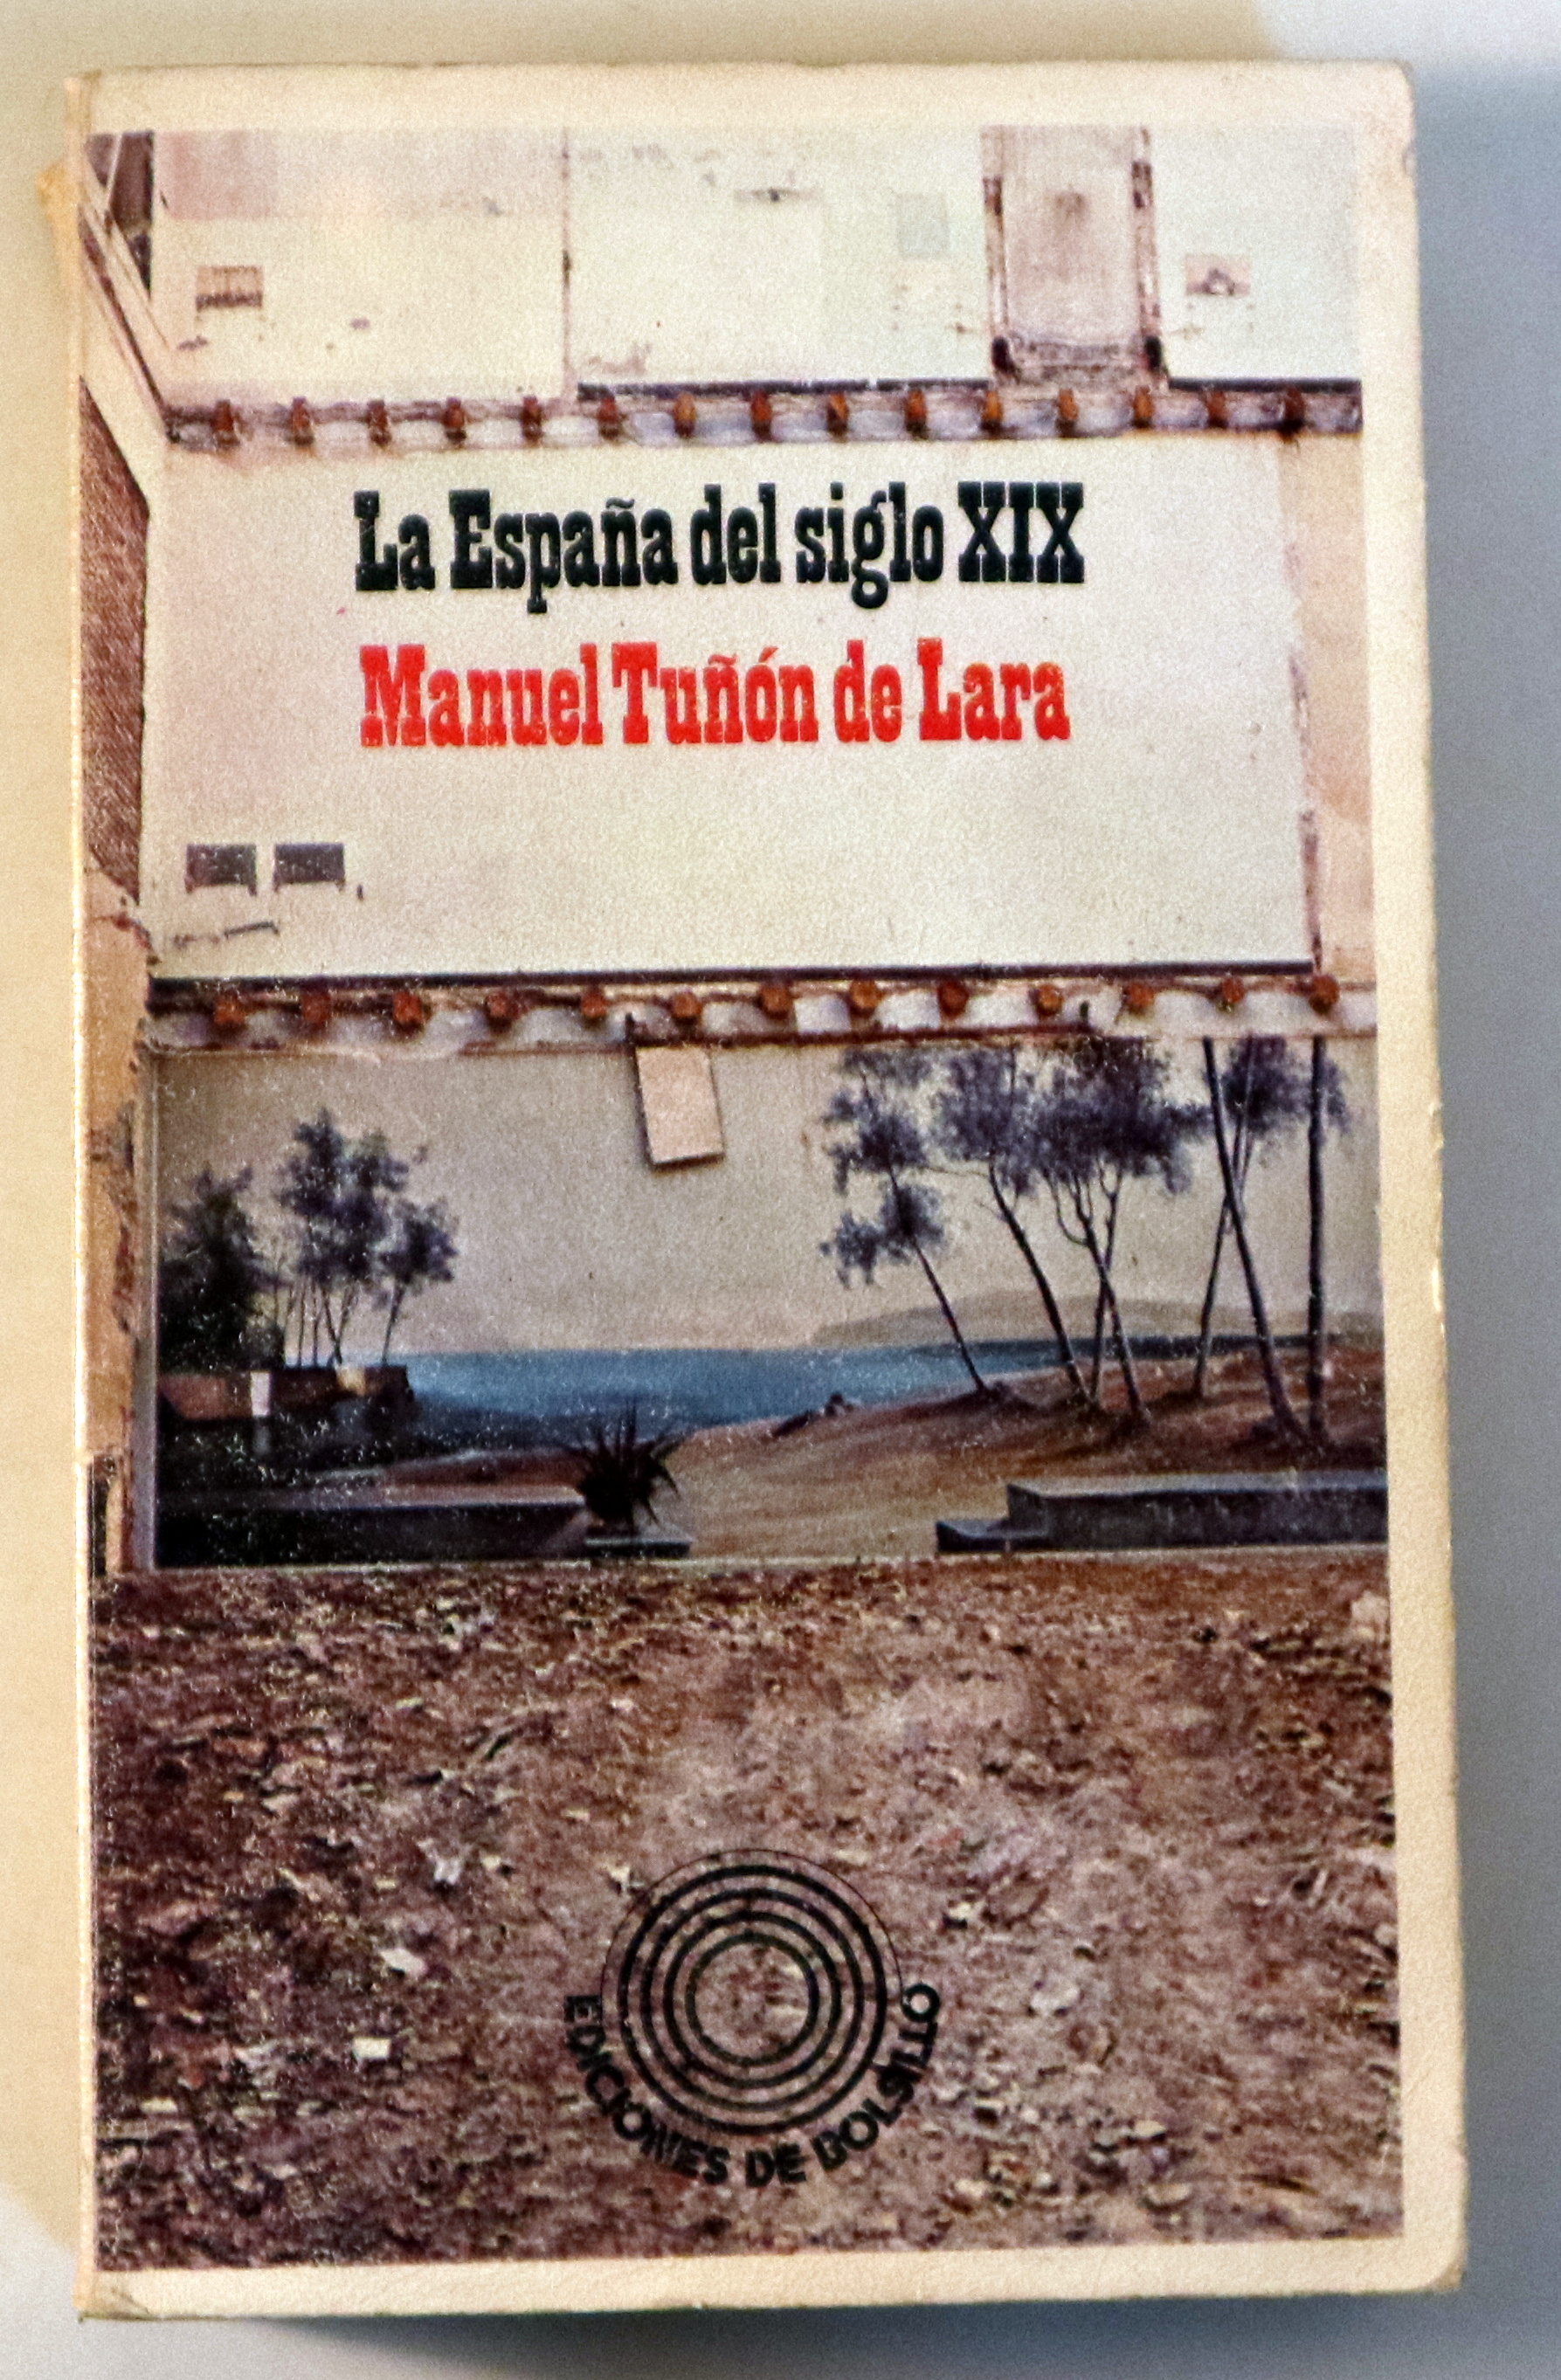 La España del siglo XIX
Manuel Tuñón de Lara
EDICIONES DE BOLSILLO